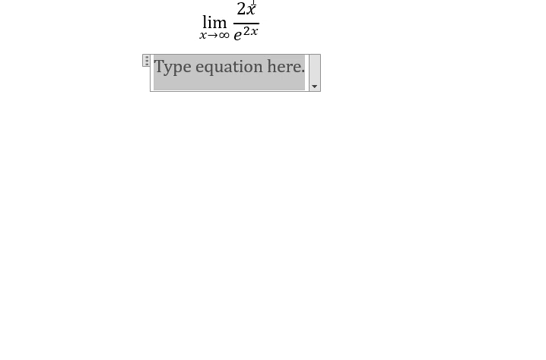 lim x→∞ 2x / e^{2x}
Type equation here.